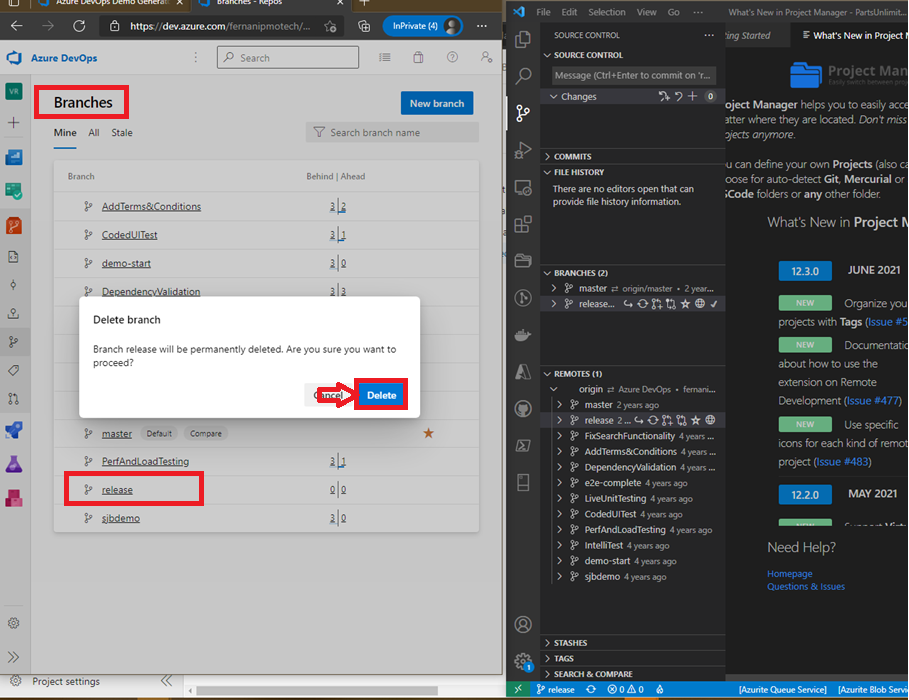 Azure DevOps Demo Generat
Branches - Repos
https://dev.azure.com/fernanipmotech/
InPrivate (4)
Azure DevOps
Search
VR
Branches
New branch
Mine All Stale
Search branch name
Branch Behind | Ahead
AddTerms&Conditions 3 2
CodedUITest 3 1
demo-start 3 0
DependencyValidation 3 3
Delete branch
Branch release will be permanently deleted. Are you sure you want to
proceed?
Cancel Delete
master Default Compare
PerfAndLoadTesting 3 1
release 0 0
sjbdemo 3 0
Project settings
File Edit Selection View Go ··· What's New in Project Manager - PartsUnlimit...
SOURCE CONTROL
SOURCE CONTROL
Message (Ctrl+Enter to commit on 'r...
Changes 0
COMMITS
FILE HISTORY
There are no editors open that can
provide file history information.
BRANCHES (2)
master ⇄ origin/master • 2 year...
release...
REMOTES (1)
origin ⇄ Azure DevOps • fernani...
master 2 years ago
release 2 ...
FixSearchFunctionality 4 years ...
AddTerms&Conditions 4 years ...
DependencyValidation 4 years ...
e2e-complete 4 years ago
LiveUnitTesting 4 years ago
CodedUITest 4 years ago
PerfAndLoadTesting 4 years ago
IntelliTest 4 years ago
demo-start 4 years ago
sjbdemo 4 years ago
STASHES
TAGS
SEARCH & COMPARE
1
ing Started
What's New in Project M
Project Man
Easily switch between proje
oject Manager helps you to easily acce
atter where they are located. Don't miss
ojects anymore.
u can define your own Projects (also ca
oose for auto-detect Git, Mercurial or
SCode folders or any other folder.
What's New in Project M
12.3.0 JUNE 2021
NEW Organize you
projects with Tags (Issue #5
NEW Documentatio
about how to use the
extension on Remote
Development (Issue #477)
NEW Use specific
icons for each kind of remot
project (Issue #483)
12.2.0 MAY 2021
Need Help?
Homepage
Questions & Issues
release 0 0
[Azurite Queue Service] [Azurite Blob Servi